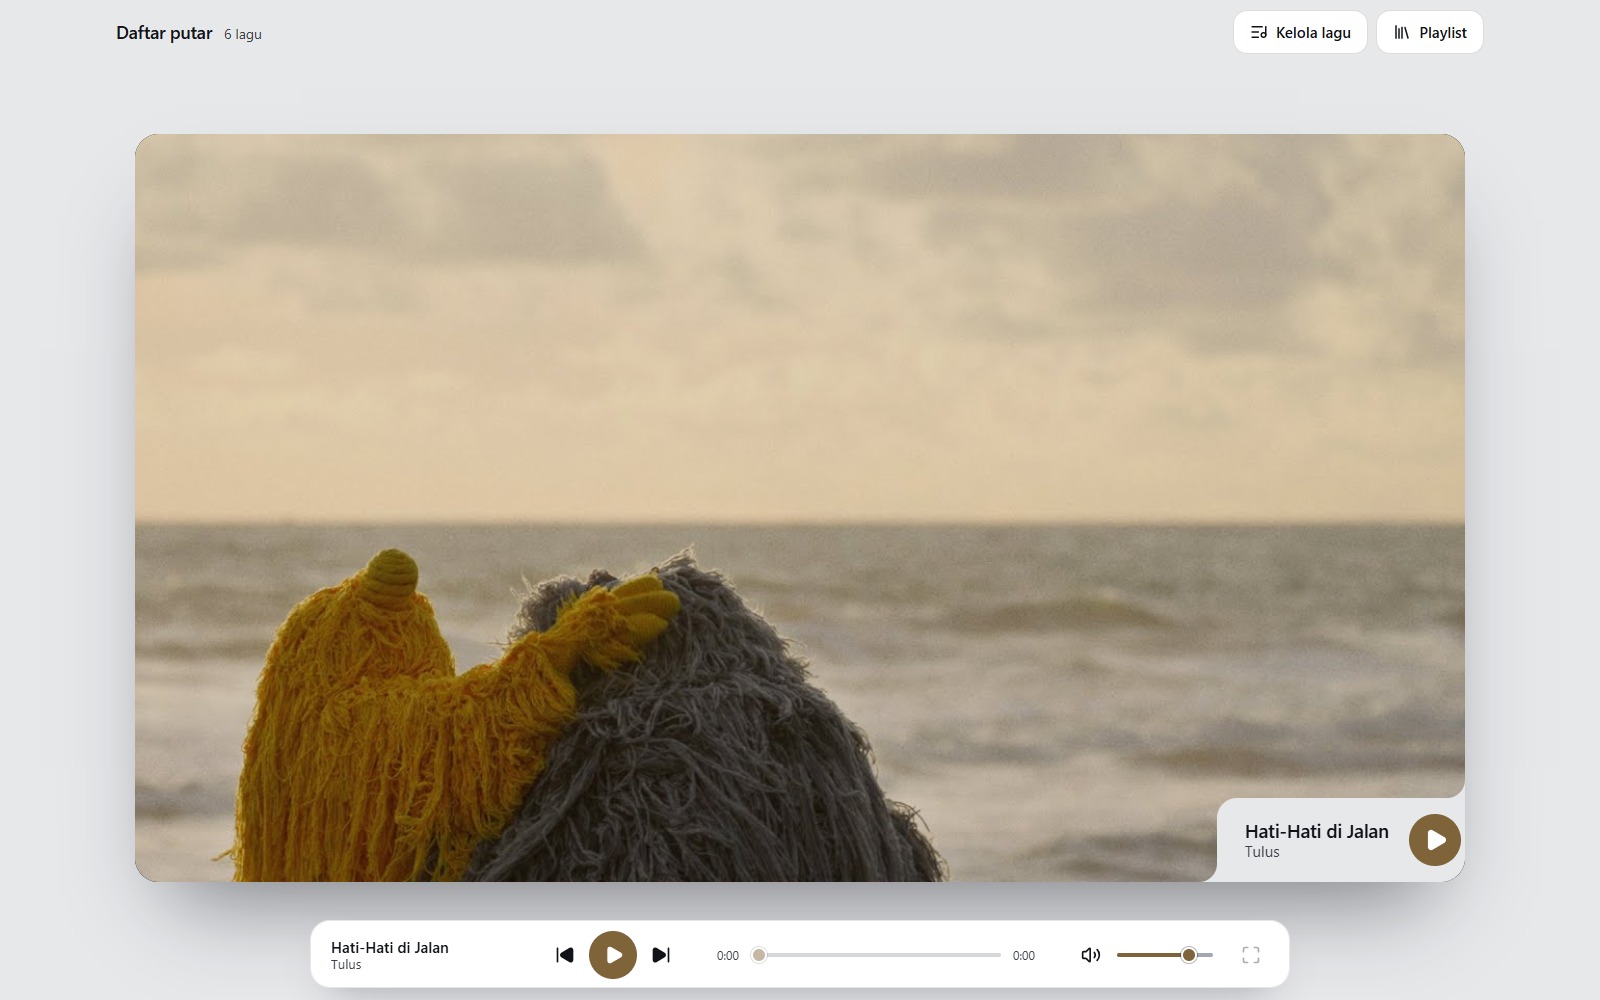 Daftar putar 6 lagu
Kelola lagu
Playlist
Hati-Hati di Jalan
Tulus
Hati-Hati di Jalan
Tulus
0:00
0:00